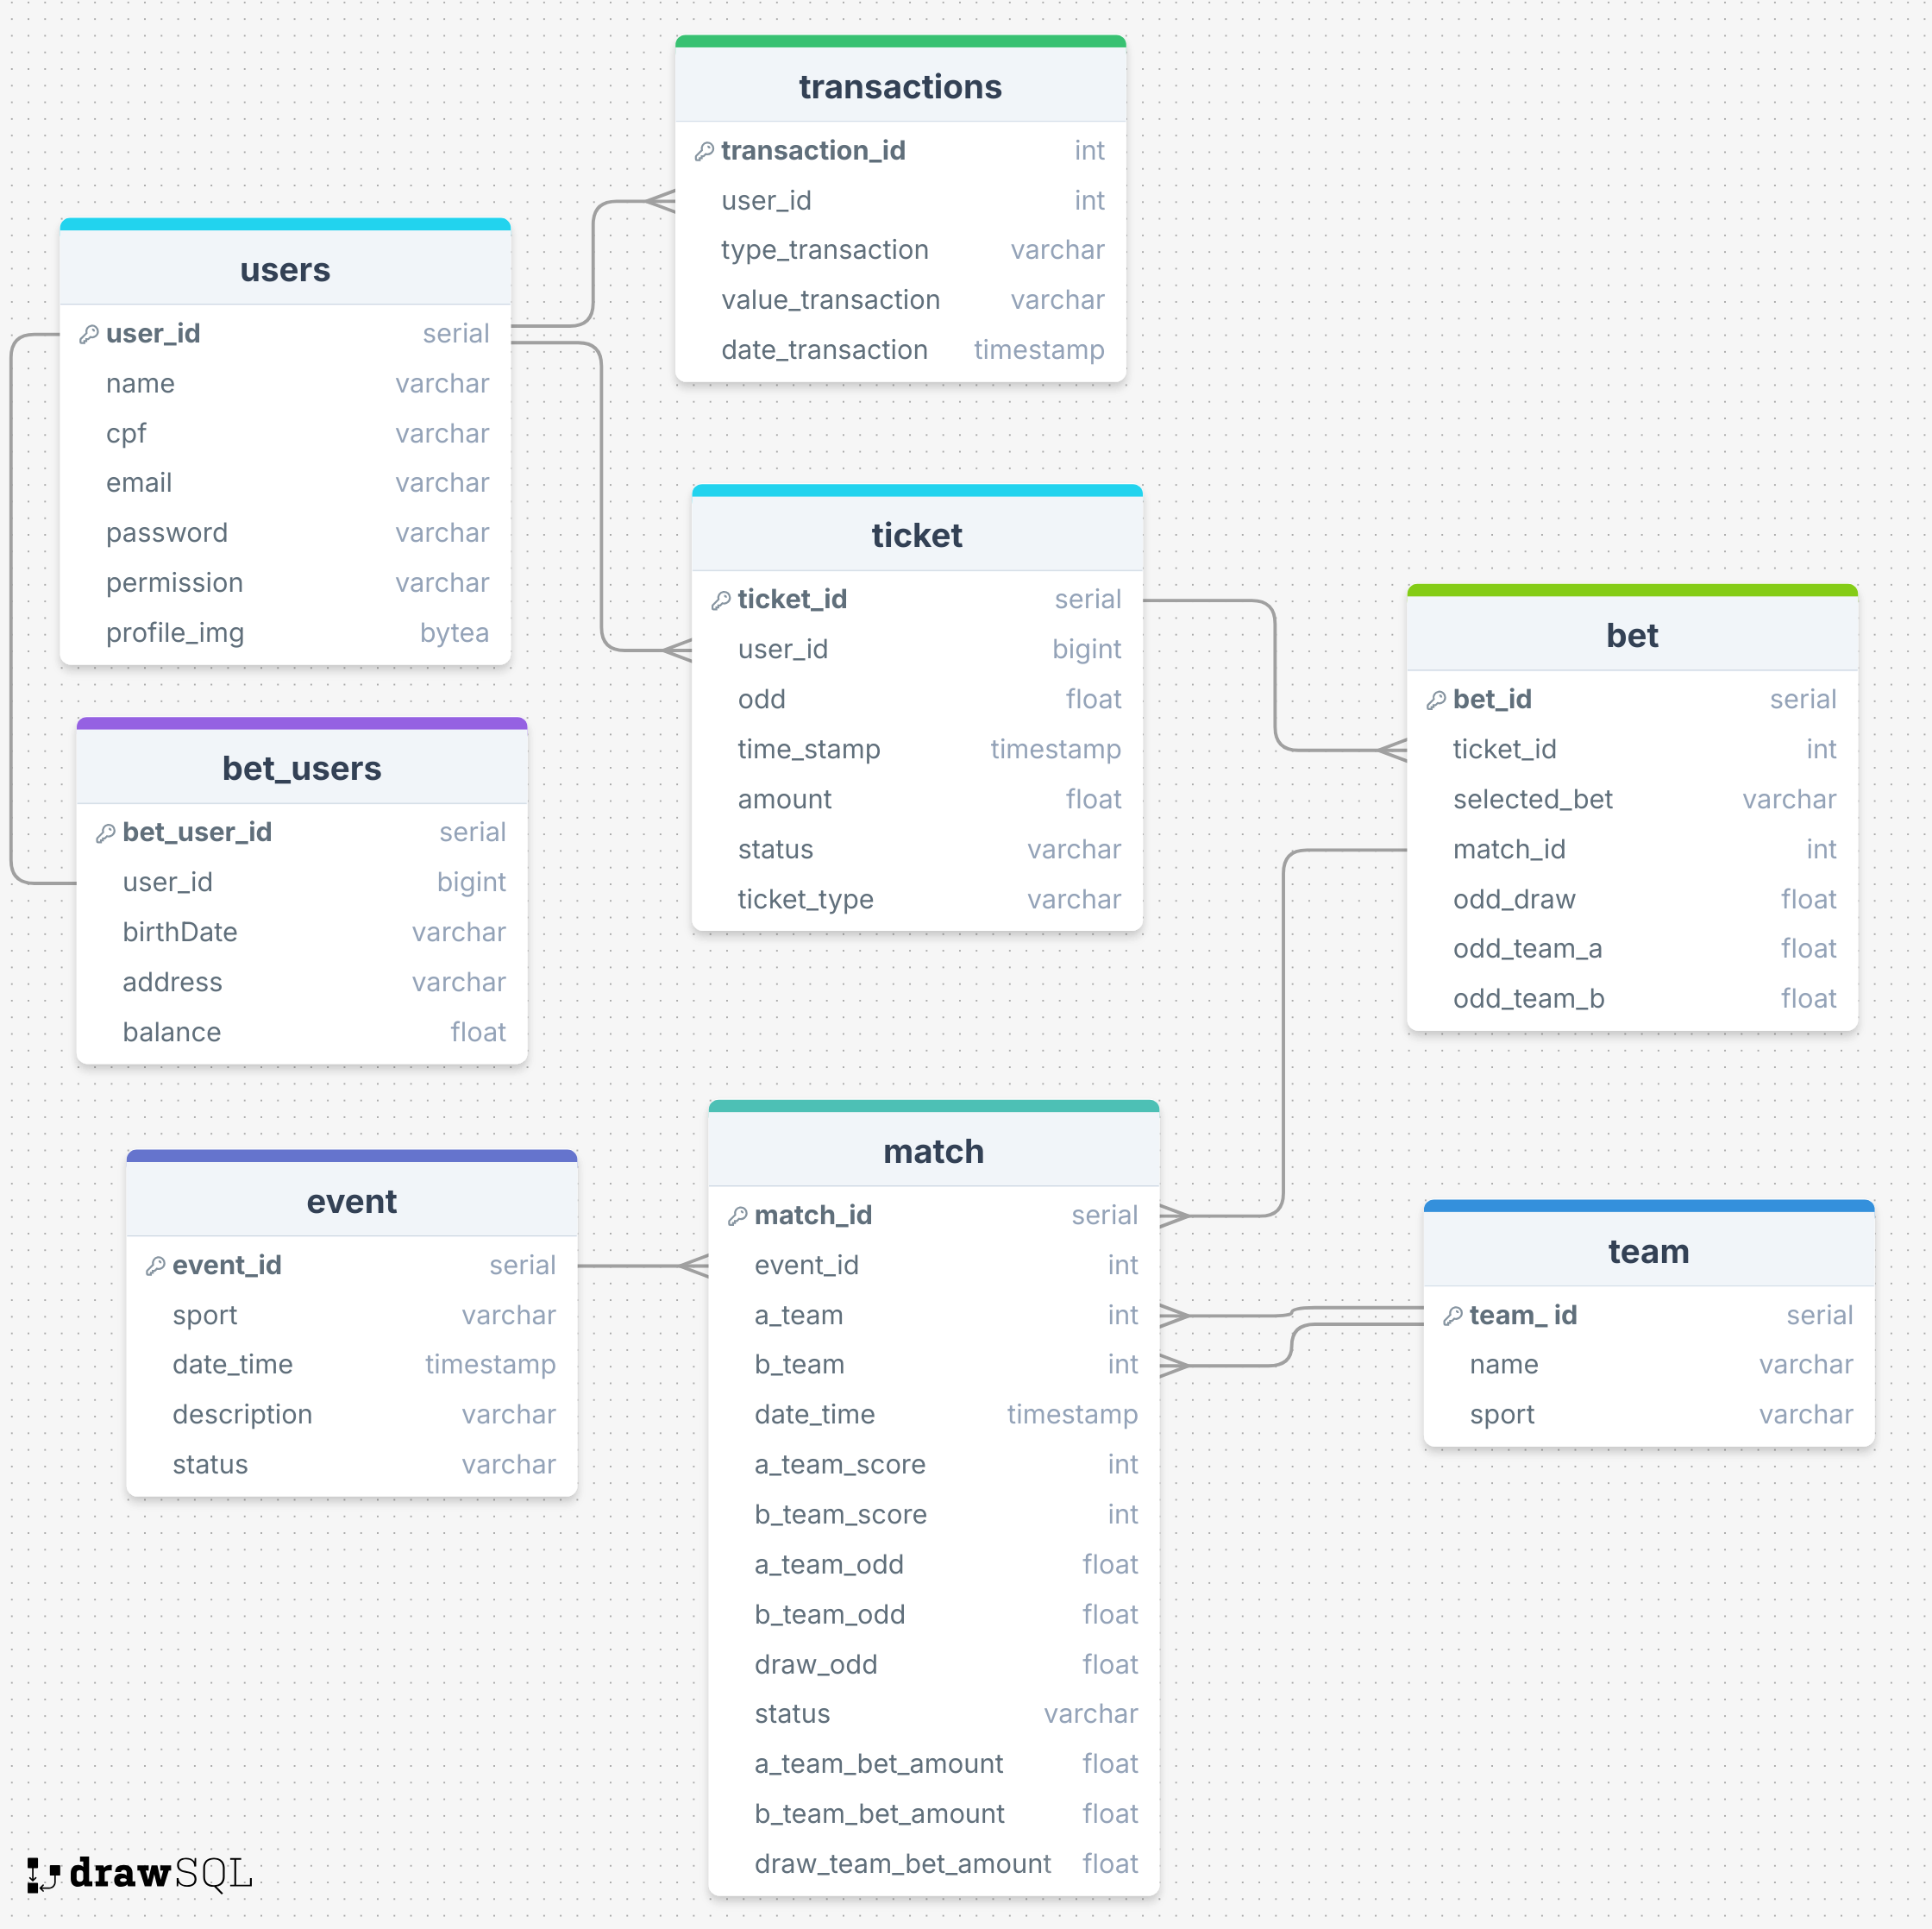 transactions
transaction_id int
user_id int
type_transaction varchar
value_transaction varchar
date_transaction timestamp
users
user_id serial
name varchar
cpf varchar
email varchar
password varchar
permission varchar
profile_img bytea
ticket
ticket_id serial
user_id bigint
odd float
time_stamp timestamp
amount float
status varchar
ticket_type varchar
bet
bet_id serial
ticket_id int
selected_bet varchar
match_id int
odd_draw float
odd_team_a float
odd_team_b float
bet_users
bet_user_id serial
user_id bigint
birthDate varchar
address varchar
balance float
event
event_id serial
sport varchar
date_time timestamp
description varchar
status varchar
match
match_id serial
event_id int
a_team int
b_team int
date_time timestamp
a_team_score int
b_team_score int
a_team_odd float
b_team_odd float
draw_odd float
status varchar
a_team_bet_amount float
b_team_bet_amount float
draw_team_bet_amount float
team
team_ id serial
name varchar
sport varchar
drawSQL